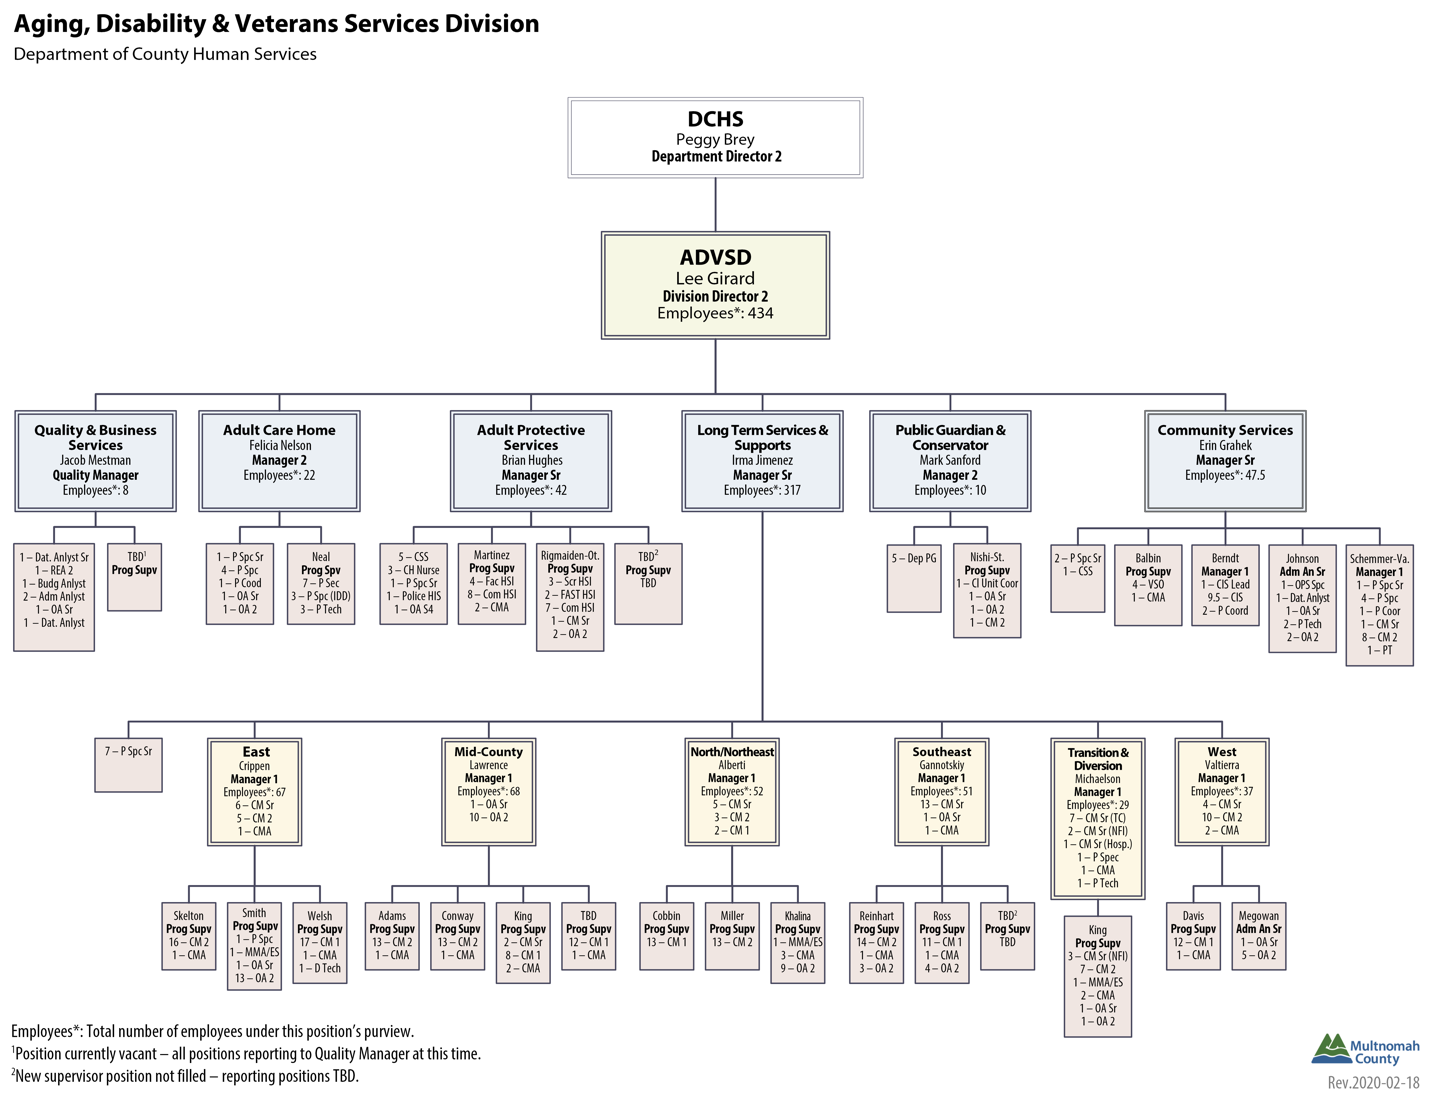 Aging, Disability & Veterans Services Division
Department of County Human Services
DCHS
Peggy Brey
Department Director 2
ADVSD
Lee Girard
Division Director 2
Employees*: 434
Quality & Business
Services
Jacob Mestman
Quality Manager
Employees*: 8
Adult Care Home
Felicia Nelson
Manager 2
Employees*: 22
Adult Protective
Services
Brian Hughes
Manager Sr
Employees*: 42
Long Term Services &
Supports
Irma Jimenez
Manager Sr
Employees*: 317
Public Guardian &
Conservator
Mark Sanford
Manager 2
Employees*: 10
Community Services
Erin Grahek
Manager Sr
Employees*: 47.5
1 – Dat. Anlyst Sr
1 – REA 2
1 – Budg Anlyst
2 – Adm Anlyst
1 – OA Sr
1 – Dat. Anlyst
TBD1
Prog Supv
1 – P Spc Sr
4 – P Spc
1 – P Cood
1 – OA Sr
1 – OA 2
Neal
Prog Spv
7 – P Sec
3 – P Spc (IDD)
3 – P Tech
5 – CSS
3 – CH Nurse
1 – P Spc Sr
1 – Police HIS
1 – OA S4
Martinez
Prog Supv
4 – Fac HSI
8 – Com HSI
2 – CMA
Rigmaiden-Ot.
Prog Supv
3 – Scr HSI
2 – FAST HSI
7 – Com HSI
1 – CM Sr
2 – OA 2
TBD2
Prog Supv
TBD
5 – Dep PG
Nishi-St.
Prog Supv
1 – CI Unit Coor
1 – OA Sr
1 – OA 2
1 – CM 2
2 – P Spc Sr
1 – CSS
Balbin
Prog Supv
4 – VSO
1 – CMA
Berndt
Manager 1
1 – CIS Lead
9.5 – CIS
2 – P Coord
Johnson
Adm An Sr
1 – OPS Spc
1 – Dat. Anlyst
1 – OA Sr
2 – P Tech
2 – OA 2
Schemmer-Va.
Manager 1
1 – P Spc Sr
4 – P Spc
1 – P Coor
1 – CM Sr
8 – CM 2
1 – PT
7 – P Spc Sr
East
Crippen
Manager 1
Employees*: 67
6 – CM Sr
5 – CM 2
1 – CMA
Mid-County
Lawrence
Manager 1
Employees*: 68
1 – OA Sr
10 – OA 2
North/Northeast
Alberti
Manager 1
Employees*: 52
5 – CM Sr
3 – CM 2
2 – CM 1
Southeast
Gannotskiy
Manager 1
Employees*: 51
13 – CM Sr
1 – OA Sr
1 – CMA
Transition &
Diversion
Michaelson
Manager 1
Employees*: 29
7 – CM Sr (TC)
2 – CM Sr (NFI)
1 – CM Sr (Hosp.)
1 – P Spec
1 – CMA
1 – P Tech
West
Valtierra
Manager 1
Employees*: 37
4 – CM Sr
10 – CM 2
2 – CMA
Skelton
Prog Supv
16 – CM 2
1 – CMA
Smith
Prog Supv
1 – P Spc
1 – MMA/ES
1 – OA Sr
13 – OA 2
Welsh
Prog Supv
17 – CM 1
1 – CMA
1 – D Tech
Adams
Prog Supv
13 – CM 2
1 – CMA
Conway
Prog Supv
13 – CM 2
1 – CMA
King
Prog Supv
2 – CM Sr
8 – CM 1
2 – CMA
TBD
Prog Supv
12 – CM 1
1 – CMA
Cobbin
Prog Supv
13 – CM 1
Miller
Prog Supv
13 – CM 2
Khalina
Prog Supv
1 – MMA/ES
3 – CMA
9 – OA 2
Reinhart
Prog Supv
14 – CM 2
1 – CMA
3 – OA 2
Ross
Prog Supv
11 – CM 1
1 – CMA
4 – OA 2
TBD2
Prog Supv
TBD
King
Prog Supv
3 – CM Sr (NFI)
7 – CM 2
1 – MMA/ES
2 – CMA
1 – OA Sr
1 – OA 2
Davis
Prog Supv
12 – CM 1
1 – CMA
Megowan
Adm An Sr
1 – OA Sr
5 – OA 2
Employees*: Total number of employees under this position's purview.
1Position currently vacant – all positions reporting to Quality Manager at this time.
2New supervisor position not filled – reporting positions TBD.
Multnomah
County
Rev.2020-02-18